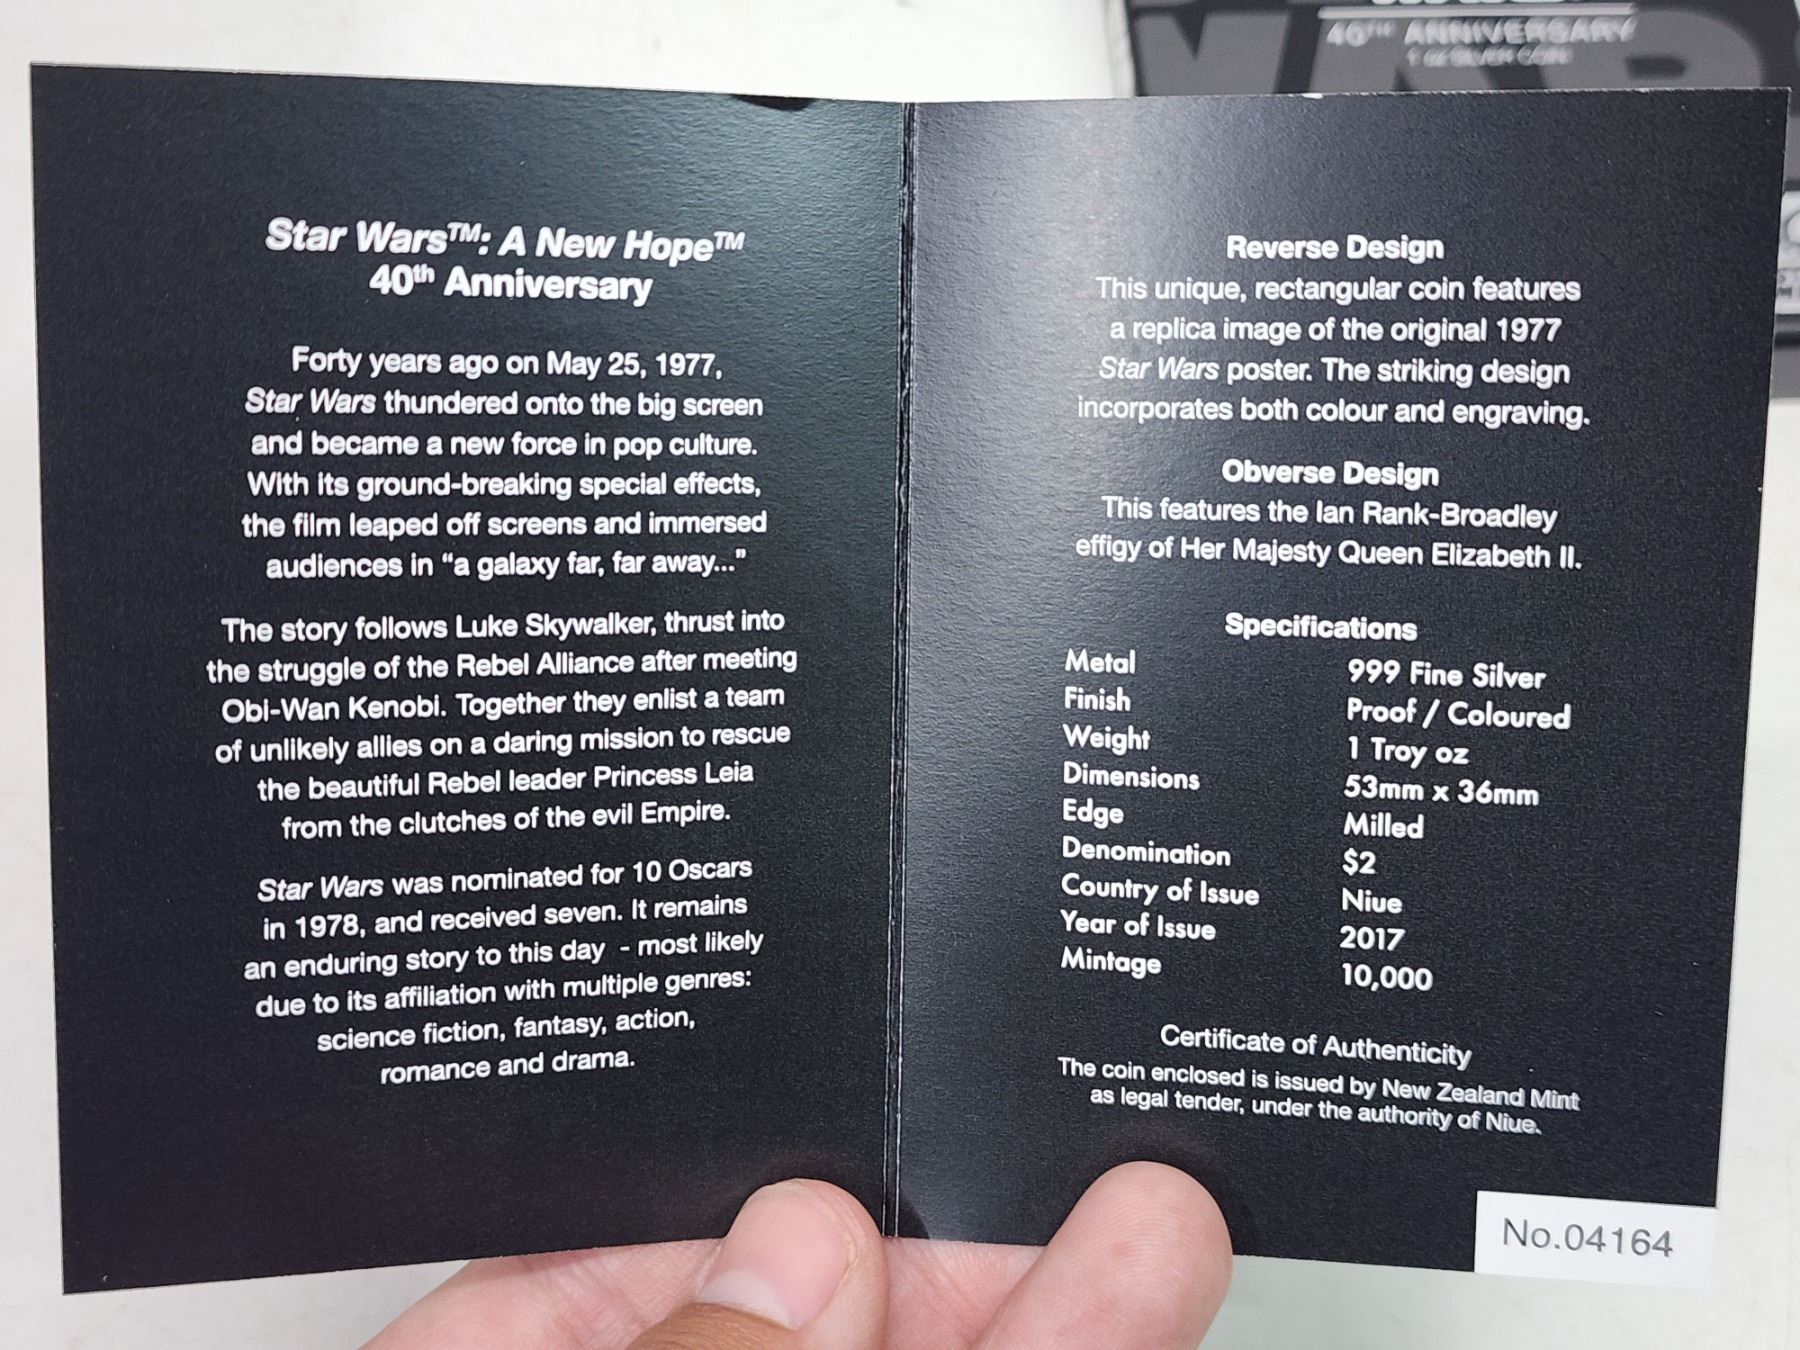 40TH ANNIVERSARY
1 oz SILVER COIN
Star Wars™: A New Hope™
40th Anniversary
Forty years ago on May 25, 1977,
Star Wars thundered onto the big screen
and became a new force in pop culture.
With its ground-breaking special effects,
the film leaped off screens and immersed
audiences in “a galaxy far, far away...”
The story follows Luke Skywalker, thrust into
the struggle of the Rebel Alliance after meeting
Obi-Wan Kenobi. Together they enlist a team
of unlikely allies on a daring mission to rescue
the beautiful Rebel leader Princess Leia
from the clutches of the evil Empire.
Star Wars was nominated for 10 Oscars
in 1978, and received seven. It remains
an enduring story to this day - most likely
due to its affiliation with multiple genres:
science fiction, fantasy, action,
romance and drama.
Reverse Design
This unique, rectangular coin features
a replica image of the original 1977
Star Wars poster. The striking design
incorporates both colour and engraving.
Obverse Design
This features the Ian Rank-Broadley
effigy of Her Majesty Queen Elizabeth II.
Specifications
Metal 999 Fine Silver
Finish Proof / Coloured
Weight 1 Troy oz
Dimensions 53mm x 36mm
Edge Milled
Denomination $2
Country of Issue Niue
Year of Issue 2017
Mintage 10,000
Certificate of Authenticity
The coin enclosed is issued by New Zealand Mint
as legal tender, under the authority of Niue.
No.04164